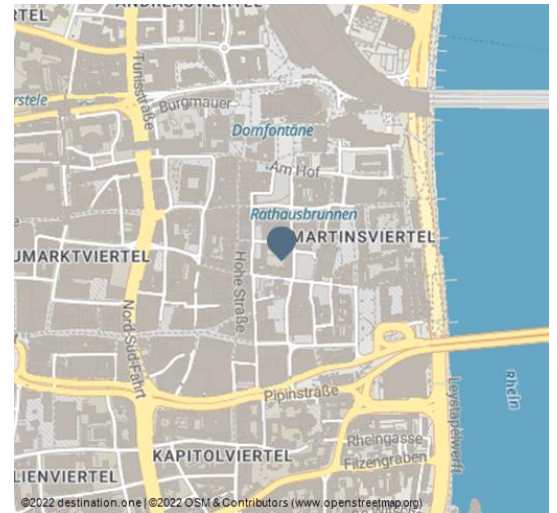 TEL
ANDREASVIERTEL
Tunisstraße
rstele
Burgmauer
Domfontäne
Am Hof
Rathausbrunnen
MARTINSVIERTEL
UMARKTVIERTEL
Hohe Straße
Nord-Süd-Fahrt
Pipinstraße
Leystapelwerft
Rhein
Rheingasse
KAPITOLVIERTEL
Filzengraben
LIENVIERTEL
©2022 destination.one | ©2022 OSM & Contributors (www.openstreetmap.org)